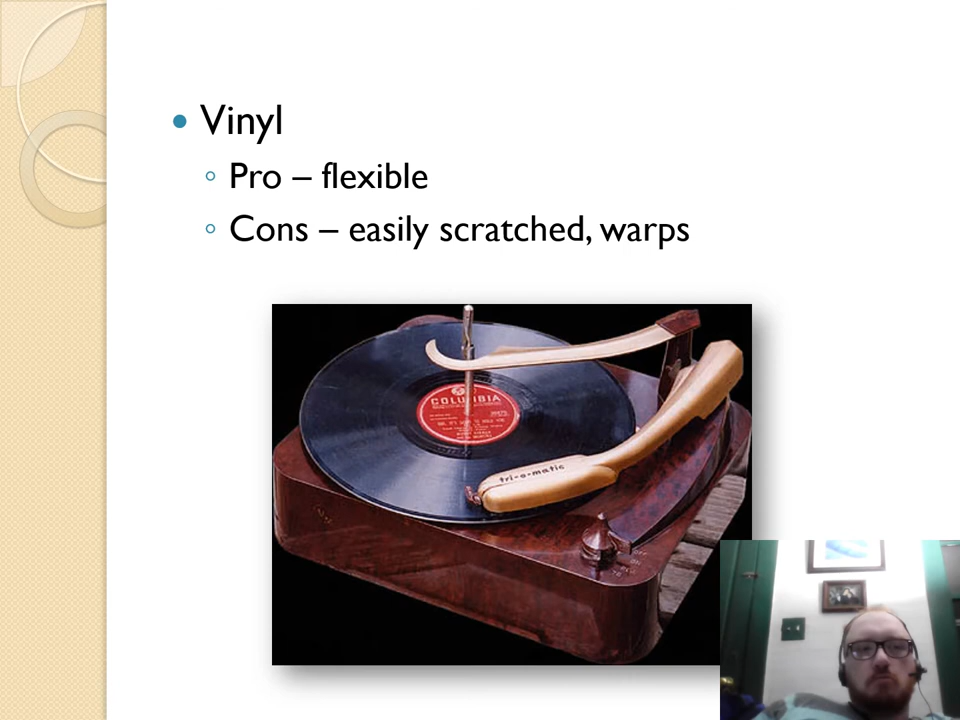 Vinyl
Pro – flexible
Cons – easily scratched, warps
COLUMBIA
tri-o-matic